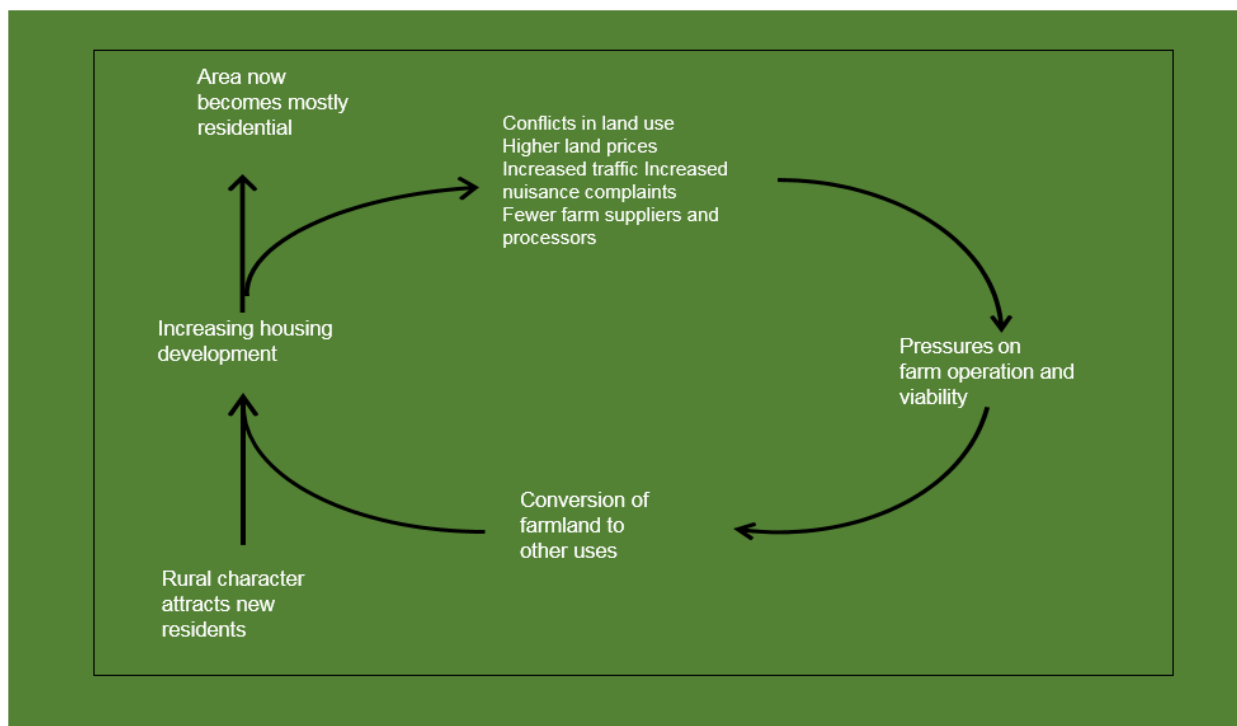 Area now
becomes mostly
residential
Conflicts in land use
Higher land prices
Increased traffic Increased
nuisance complaints
Fewer farm suppliers and
processors
Increasing housing
development
Pressures on
farm operation and
viability
Conversion of
farmland to
other uses
Rural character
attracts new
residents